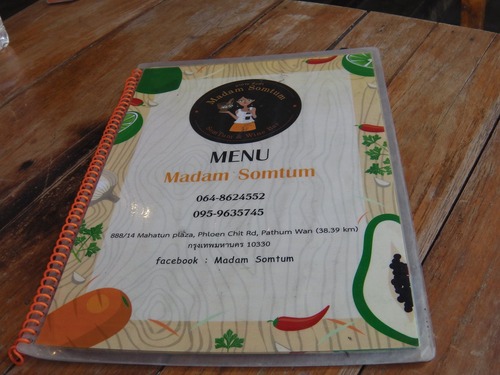 Madam Somtum
MENU
Madam Somtum
064-8624552
095-9635745
888/14 Mahatun plaza, Phloen Chit Rd, Pathum Wan (38.39 km)
กรุงเทพมหานคร 10330
facebook : Madam Somtum